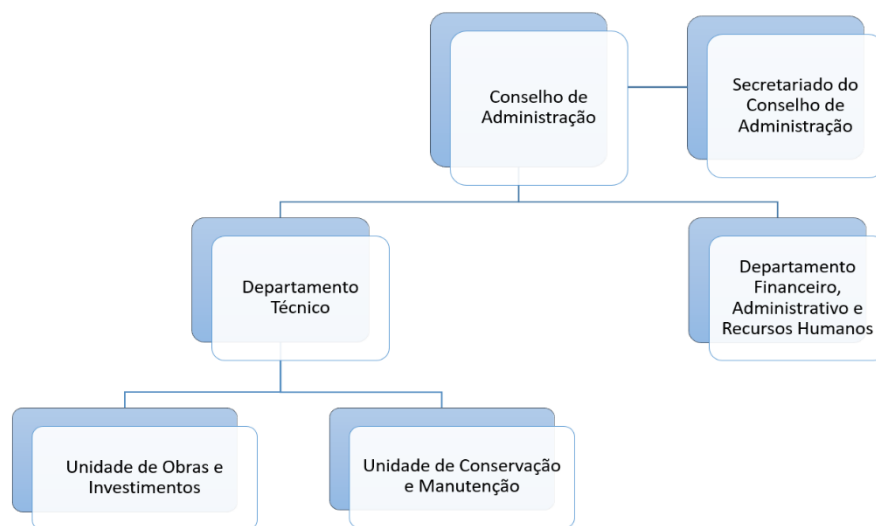 Conselho de
Administração
Secretariado do
Conselho de
Administração
Departamento
Técnico
Departamento
Financeiro,
Administrativo e
Recursos Humanos
Unidade de Obras e
Investimentos
Unidade de Conservação
e Manutenção